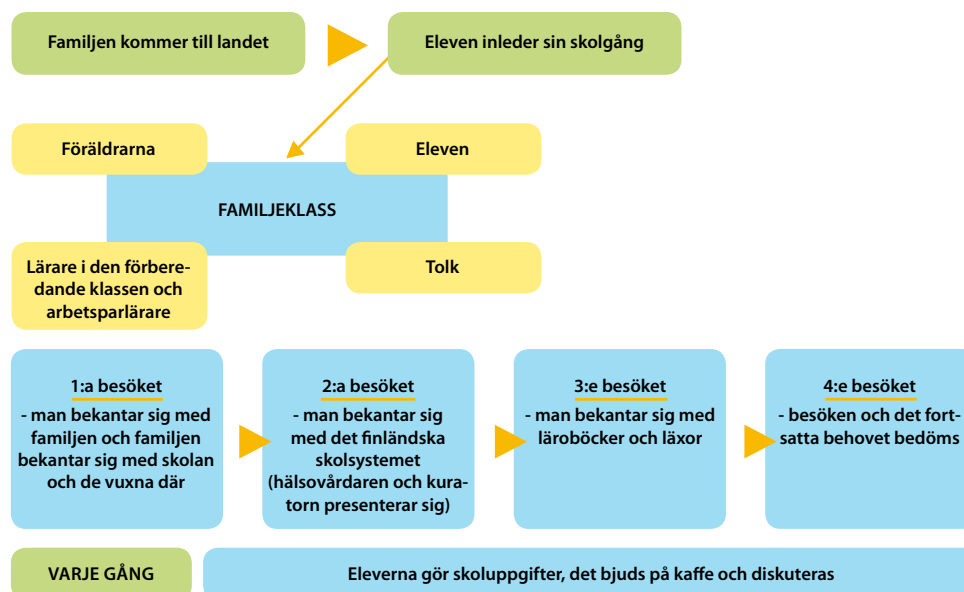 Familjen kommer till landet
Eleven inleder sin skolgång
Föräldrarna
Eleven
FAMILJEKLASS
Lärare i den förbere-
dande klassen och
arbetsparlärare
Tolk
1:a besöket
- man bekantar sig med
familjen och familjen
bekantar sig med skolan
och de vuxna där
2:a besöket
- man bekantar sig
med det finländska
skolsystemet
(hälsovårdaren och kura-
torn presenterar sig)
3:e besöket
- man bekantar sig med
läroböcker och läxor
4:e besöket
- besöken och det fort-
satta behovet bedöms
VARJE GÅNG
Eleverna gör skoluppgifter, det bjuds på kaffe och diskuteras